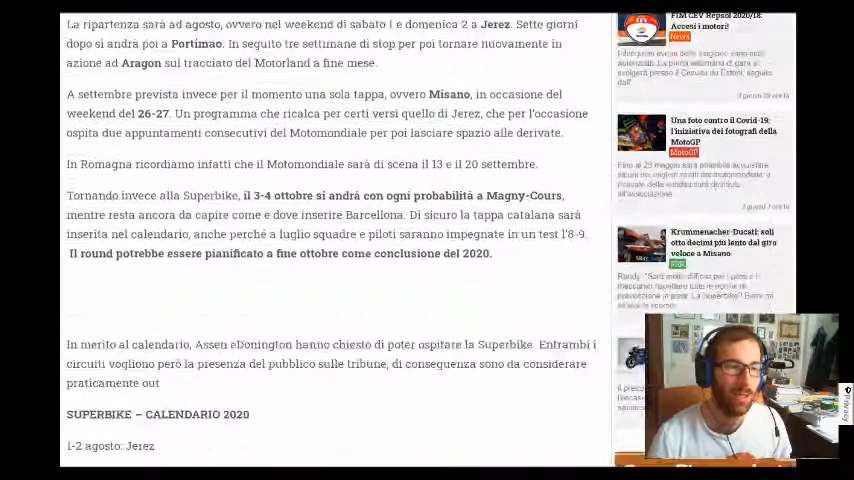 La ripartenza sarà ad agosto, ovvero nel weekend di sabato 1 e domenica 2 a Jerez. Sette giorni
dopo si andrà poi a Portimao. In seguito tre settimane di stop per poi tornare nuovamente in
azione ad Aragon sul tracciato del Motorland a fine mese.
A settembre prevista invece per il momento una sola tappa, ovvero Misano, in occasione del
weekend del 26-27. Un programma che ricalca per certi versi quello di Jerez, che per l'occasione
ospita due appuntamenti consecutivi del Motomondiale per poi lasciare spazio alle derivate.
In Romagna ricordiamo infatti che il Motomondiale sarà di scena il 13 e il 20 settembre.
Tornando invece alla Superbike, il 3-4 ottobre si andrà con ogni probabilità a Magny-Cours,
mentre resta ancora da capire come e dove inserire Barcellona. Di sicuro la tappa catalana sarà
inserita nel calendario, anche perché a luglio squadre e piloti saranno impegnate in un test l'8-9.
Il round potrebbe essere pianificato a fine ottobre come conclusione del 2020.
In merito al calendario, Assen eDonington hanno chiesto di poter ospitare la Superbike. Entrambi i
circuiti vogliono però la presenza del pubblico sulle tribune, di conseguenza sono da considerare
praticamente out
SUPERBIKE – CALENDARIO 2020
1-2 agosto: Jerez
FIM CEV Repsol 2020/18:
Accesi i motori!
News
Una foto contro il Covid-19:
l'iniziativa dei fotografi della
MotoGP
MotoGP
Fino al 25 maggio sarà possibile acquistare
Krummenacher-Ducati: soli
otto decimi più lento dal giro
veloce a Misano
Privacy